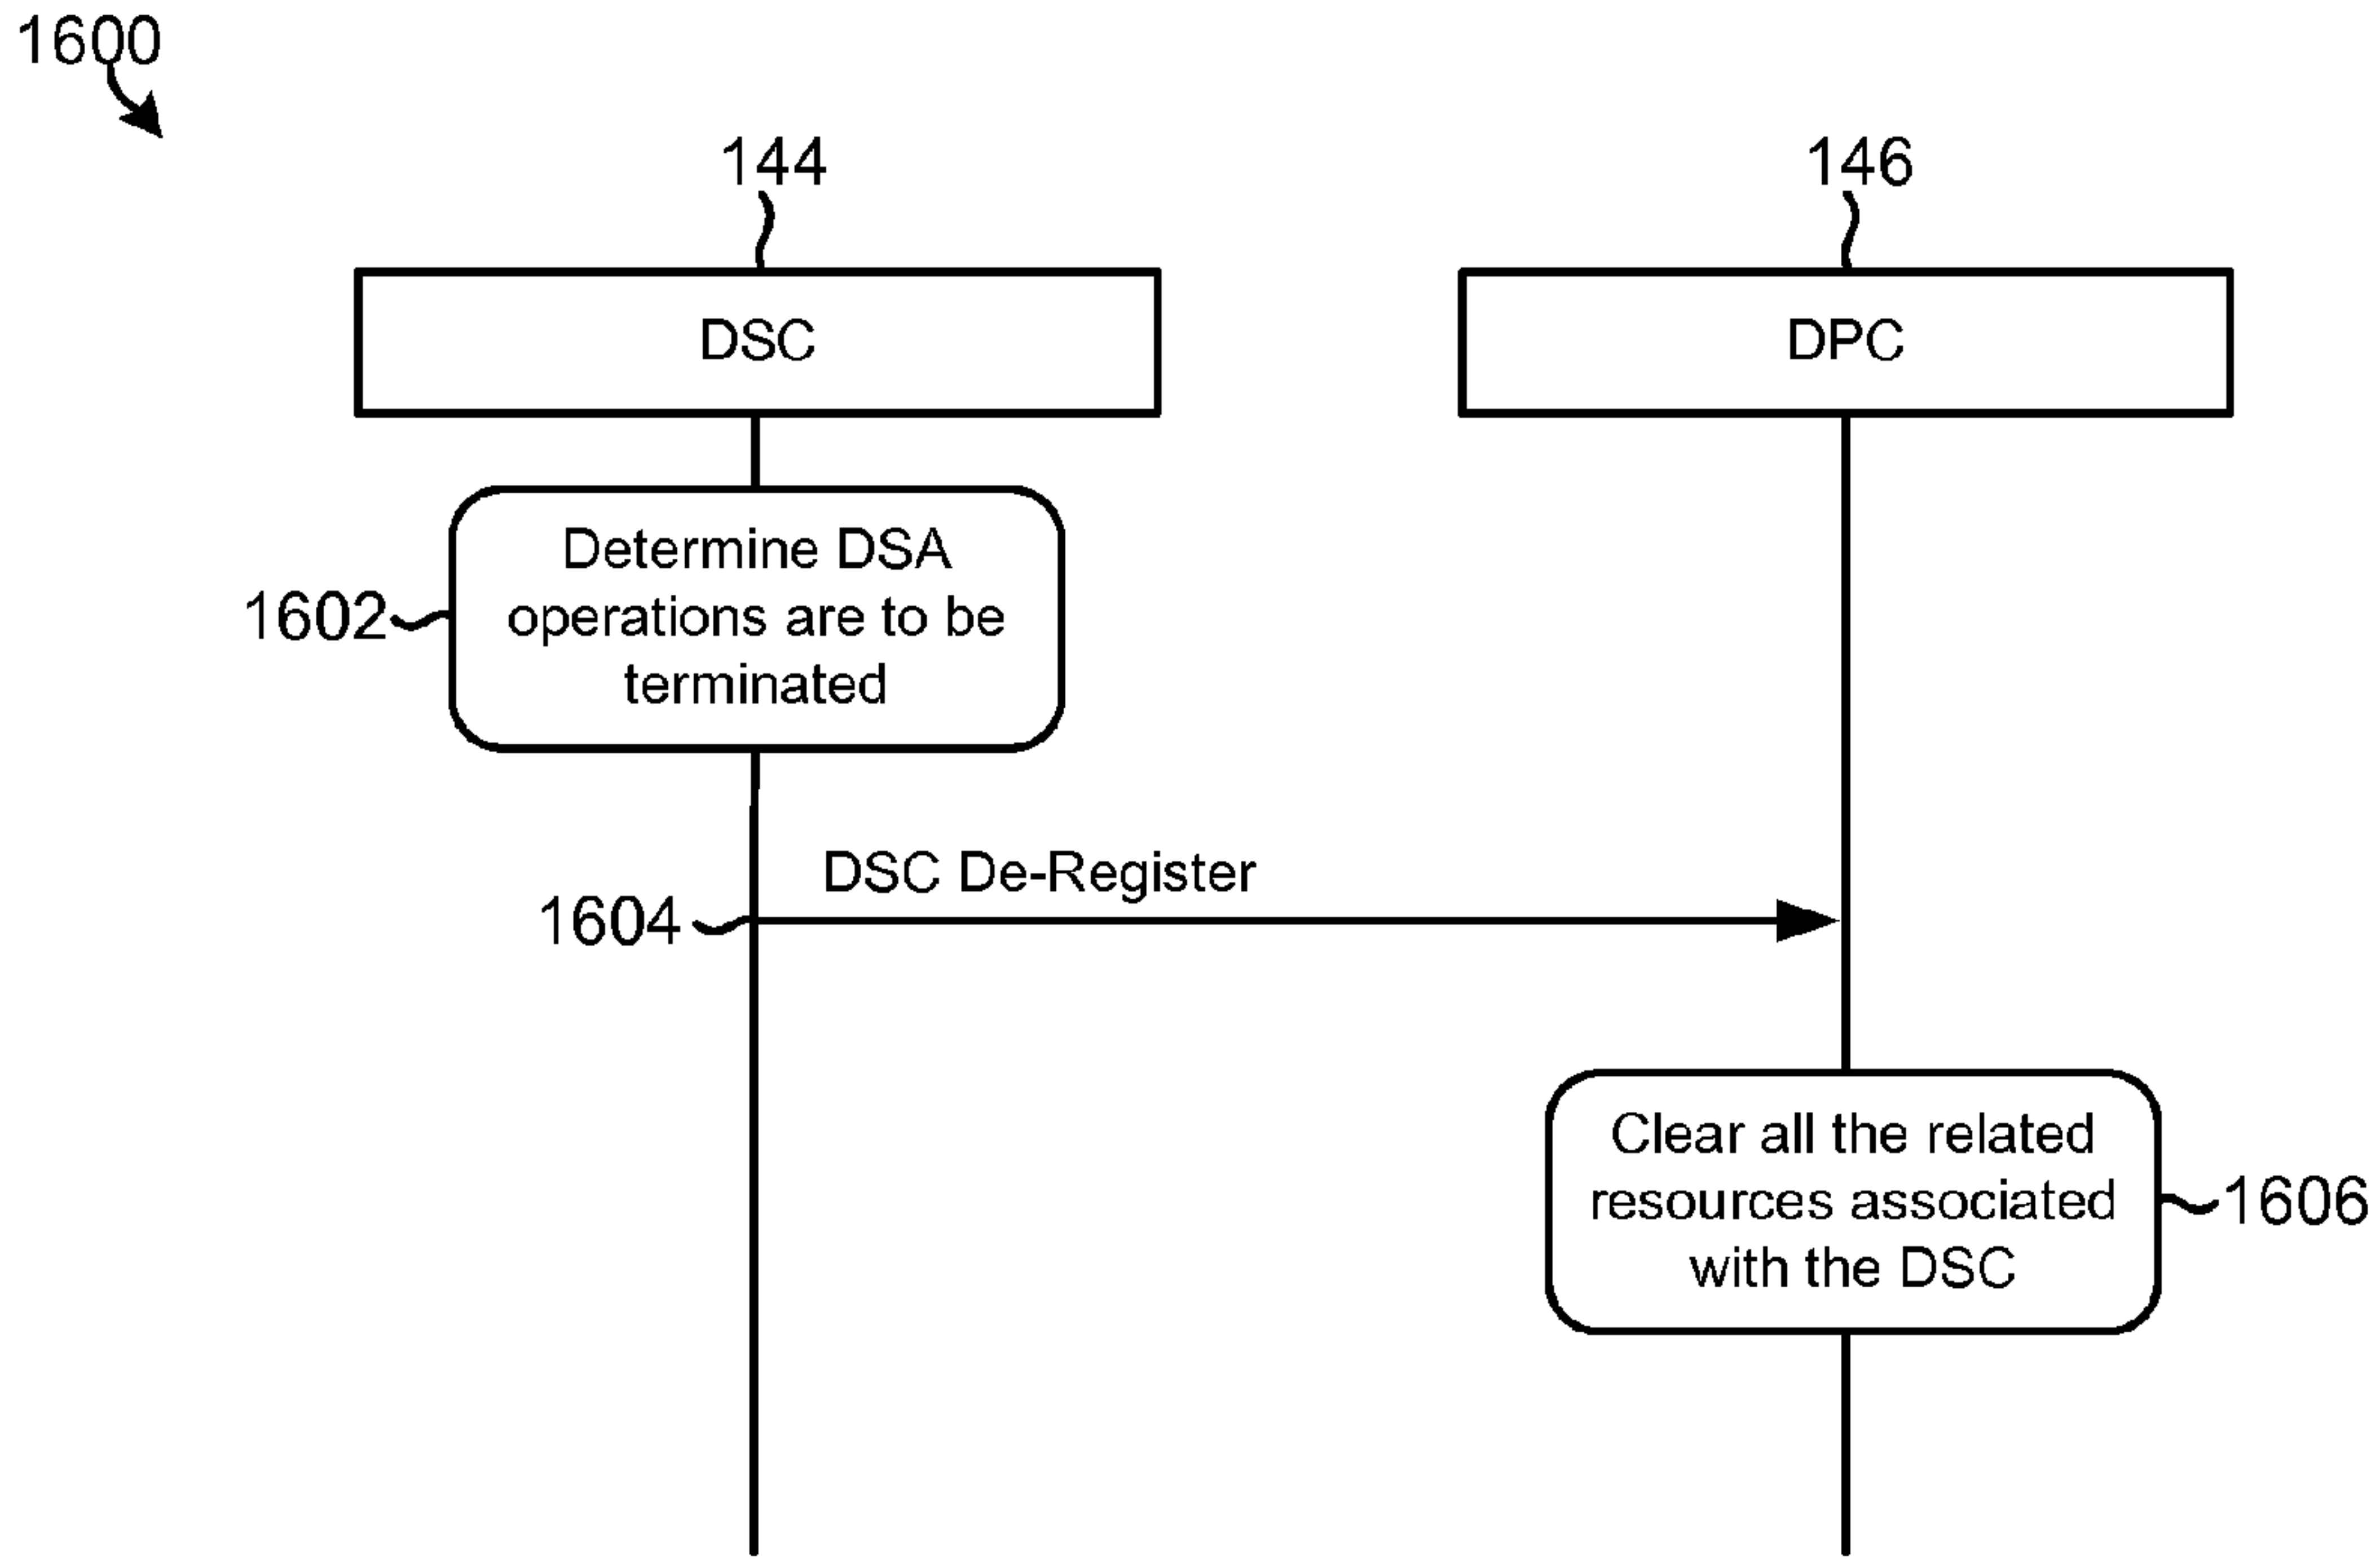 1600
144
146
DSC
DPC
Determine DSA
operations are to be
terminated
1602
DSC De-Register
1604
Clear all the related
resources associated
with the DSC
1606